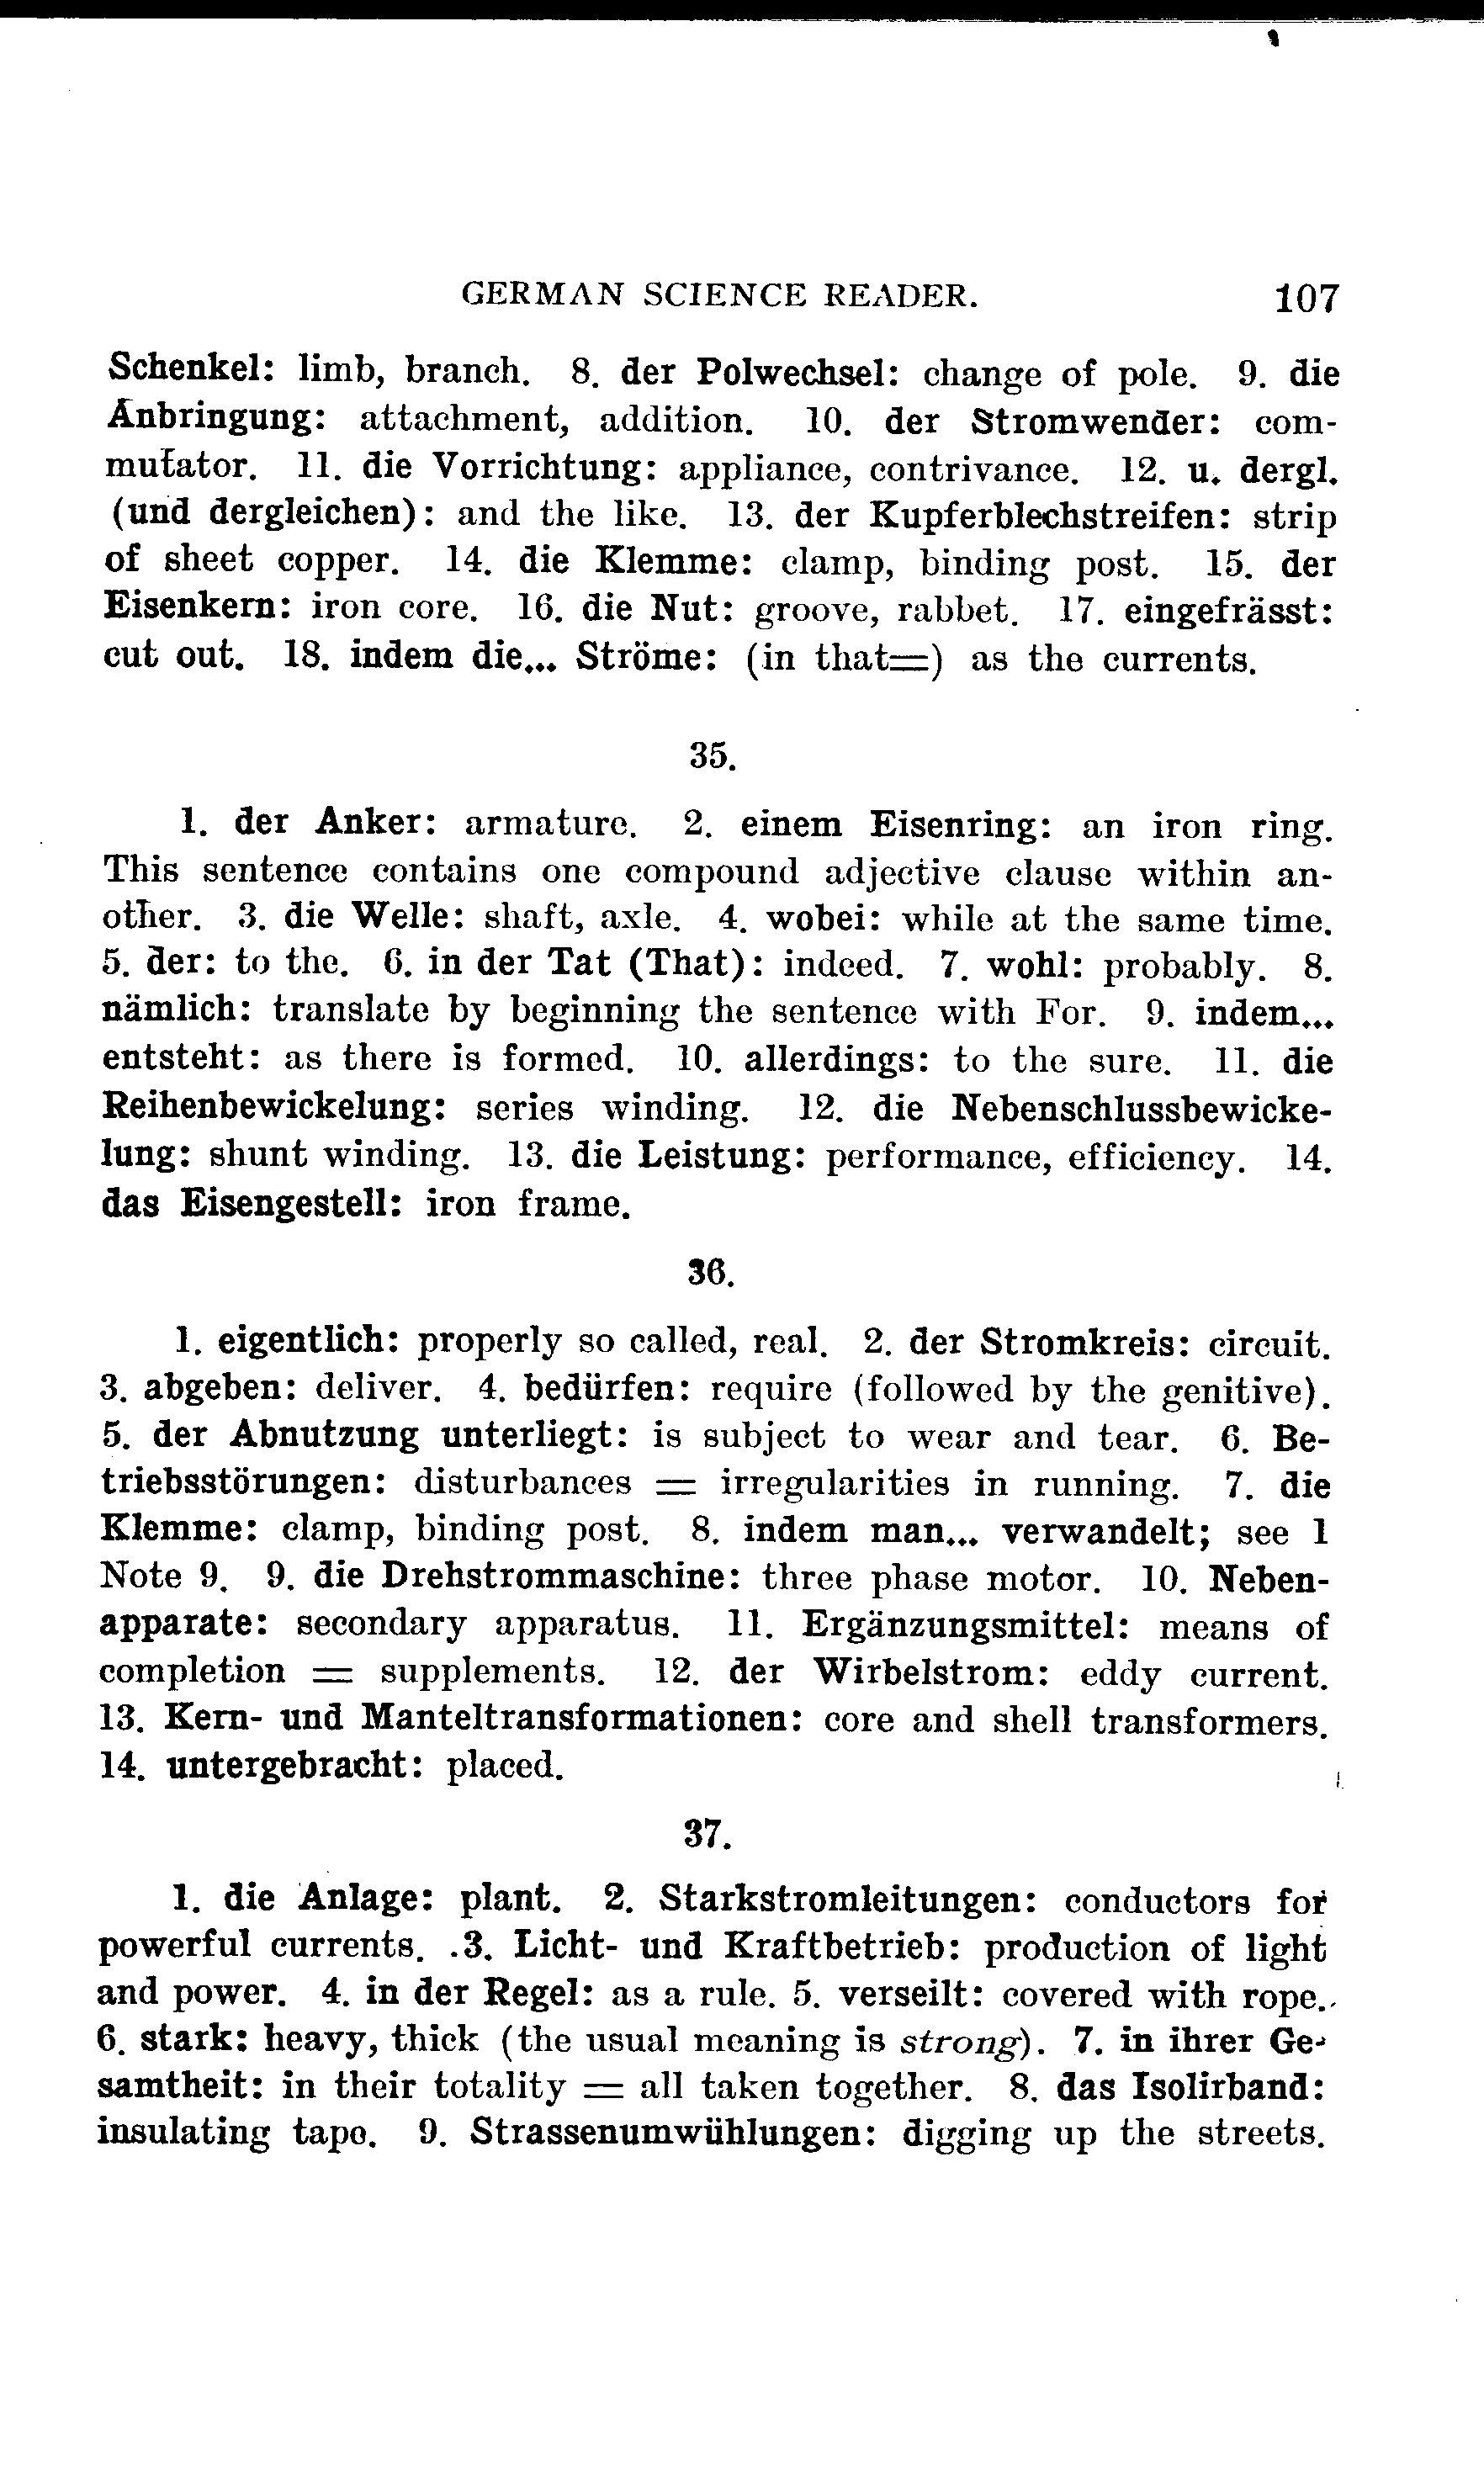 GERMAN SCIENCE READER. 107
Schenkel: limb, branch. 8. der Polwechsel: change of pole. 9. die
Anbringung: attachment, addition. 10. der Stromwender: com-
mutator. 11. die Vorrichtung: appliance, contrivance. 12. u. dergl.
(und dergleichen): and the like. 13. der Kupferblechstreifen: strip
of sheet copper. 14. die Klemme: clamp, binding post. 15. der
Eisenkern: iron core. 16. die Nut: groove, rabbet. 17. eingefrässt:
cut out. 18. indem die... Ströme: (in that=) as the currents.
35.
1. der Anker: armature. 2. einem Eisenring: an iron ring.
This sentence contains one compound adjective clause within an-
other. 3. die Welle: shaft, axle. 4. wobei: while at the same time.
5. der: to the. 6. in der Tat (That): indeed. 7. wohl: probably. 8.
nämlich: translate by beginning the sentence with For. 9. indem...
entsteht: as there is formed. 10. allerdings: to the sure. 11. die
Reihenbewickelung: series winding. 12. die Nebenschlussbewicke-
lung: shunt winding. 13. die Leistung: performance, efficiency. 14.
das Eisengestell: iron frame.
36.
1. eigentlich: properly so called, real. 2. der Stromkreis: circuit.
3. abgeben: deliver. 4. bedürfen: require (followed by the genitive).
5. der Abnutzung unterliegt: is subject to wear and tear. 6. Be-
triebsstörungen: disturbances = irregularities in running. 7. die
Klemme: clamp, binding post. 8. indem man... verwandelt; see 1
Note 9. 9. die Drehstrommaschine: three phase motor. 10. Neben-
apparate: secondary apparatus. 11. Ergänzungsmittel: means of
completion = supplements. 12. der Wirbelstrom: eddy current.
13. Kern- und Manteltransformationen: core and shell transformers.
14. untergebracht: placed.
37.
1. die Anlage: plant. 2. Starkstromleitungen: conductors for
powerful currents. 3. Licht- und Kraftbetrieb: production of light
and power. 4. in der Regel: as a rule. 5. verseilt: covered with rope.
6. stark: heavy, thick (the usual meaning is strong). 7. in ihrer Ge-
samtheit: in their totality = all taken together. 8. das Isolirband:
insulating tape. 9. Strassenumwühlungen: digging up the streets.